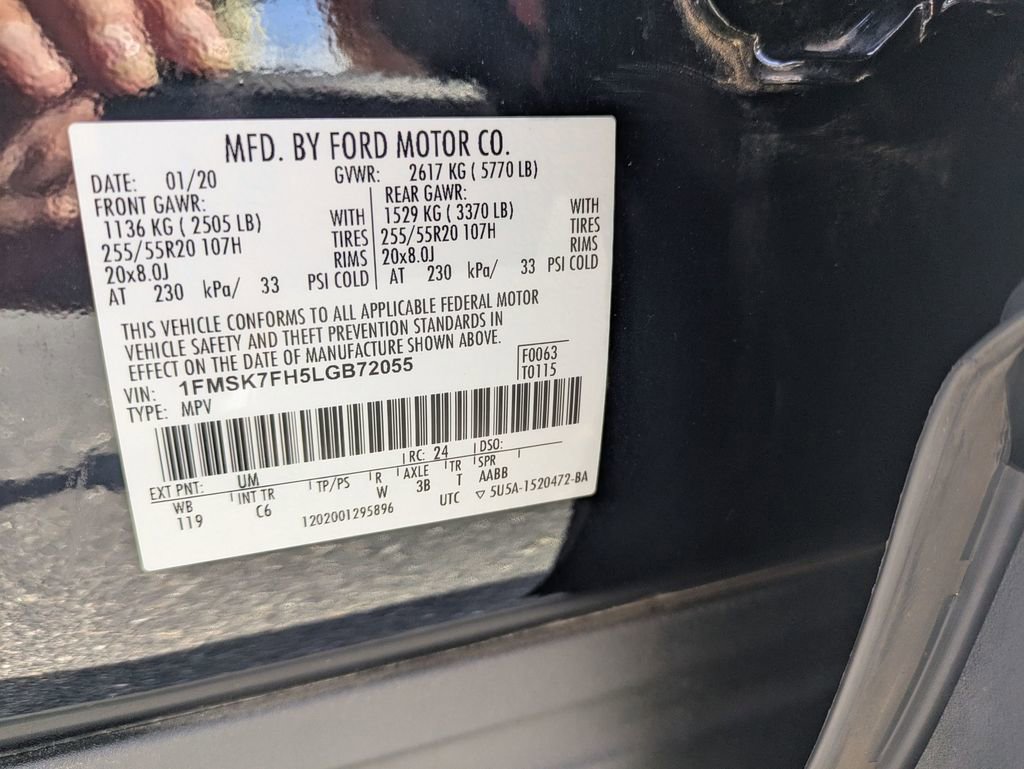 MFD. BY FORD MOTOR CO.
DATE: 01/20 GVWR: 2617 KG ( 5770 LB)
FRONT GAWR: REAR GAWR:
1136 KG ( 2505 LB) WITH 1529 KG ( 3370 LB) WITH
255/55R20 107H TIRES 255/55R20 107H TIRES
20x8.0J RIMS 20x8.0J RIMS
AT 230 kPa/ 33 PSI COLD AT 230 kPa/ 33 PSI COLD
THIS VEHICLE CONFORMS TO ALL APPLICABLE FEDERAL MOTOR
VEHICLE SAFETY AND THEFT PREVENTION STANDARDS IN
EFFECT ON THE DATE OF MANUFACTURE SHOWN ABOVE.
VIN: 1FMSK7FH5LGB72055 F0063
TYPE: MPV T0115
EXT PNT: UM RC: 24 DSO:
WB INT TR TP/PS R AXLE TR SPR
119 C6 W 3B T AABB
1202001295896 UTC ▽ 5U5A-1520472-BA